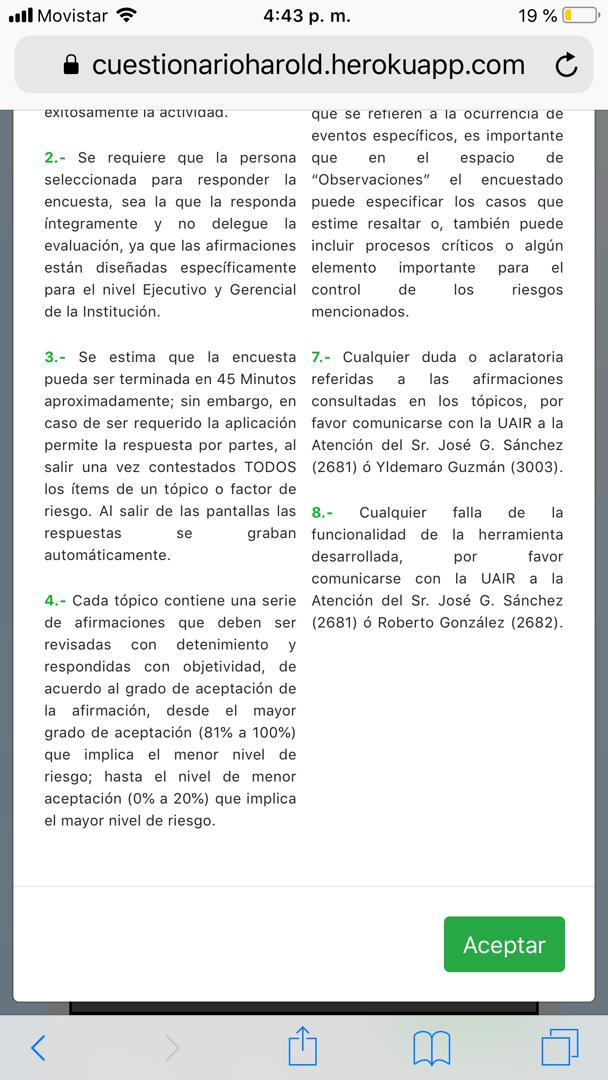 Movistar
4:43 p. m.
19 %
cuestionarioharold.herokuapp.com
exitosamente la actividad.
2.- Se requiere que la persona
seleccionada para responder la
encuesta, sea la que la responda
íntegramente y no delegue la
evaluación, ya que las afirmaciones
están diseñadas específicamente
para el nivel Ejecutivo y Gerencial
de la Institución.
3.- Se estima que la encuesta
pueda ser terminada en 45 Minutos
aproximadamente; sin embargo, en
caso de ser requerido la aplicación
permite la respuesta por partes, al
salir una vez contestados TODOS
los ítems de un tópico o factor de
riesgo. Al salir de las pantallas las
respuestas se graban
automáticamente.
4.- Cada tópico contiene una serie
de afirmaciones que deben ser
revisadas con detenimiento y
respondidas con objetividad, de
acuerdo al grado de aceptación de
la afirmación, desde el mayor
grado de aceptación (81% a 100%)
que implica el menor nivel de
riesgo; hasta el nivel de menor
aceptación (0% a 20%) que implica
el mayor nivel de riesgo.
que se refieren a la ocurrencia de
eventos específicos, es importante
que en el espacio de
“Observaciones” el encuestado
puede especificar los casos que
estime resaltar o, también puede
incluir procesos críticos o algún
elemento importante para el
control de los riesgos
mencionados.
7.- Cualquier duda o aclaratoria
referidas a las afirmaciones
consultadas en los tópicos, por
favor comunicarse con la UAIR a la
Atención del Sr. José G. Sánchez
(2681) ó Yldemaro Guzmán (3003).
8.- Cualquier falla de la
funcionalidad de la herramienta
desarrollada, por favor
comunicarse con la UAIR a la
Atención del Sr. José G. Sánchez
(2681) ó Roberto González (2682).
Aceptar